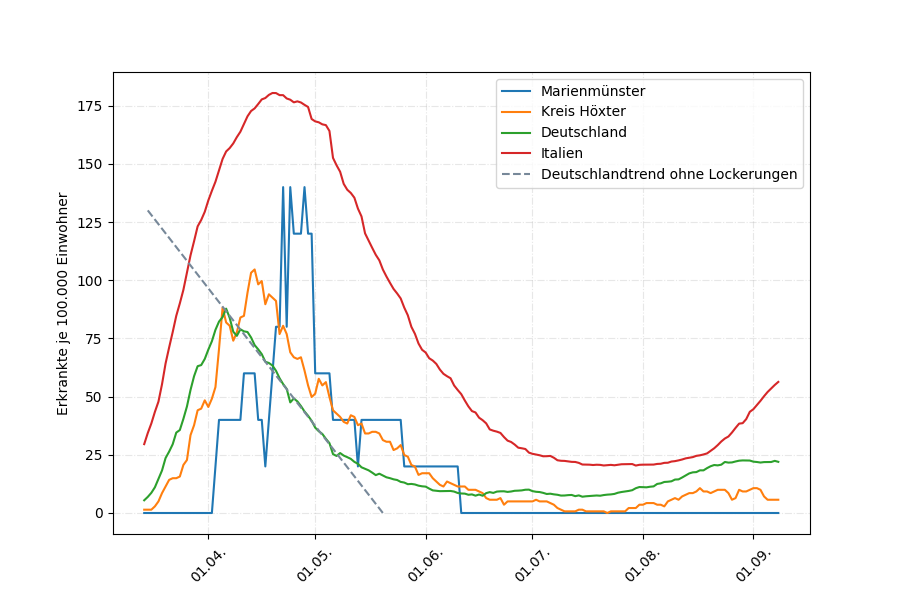 Erkrankte je 100.000 Einwohner
175
150
125
100
75
50
25
0
Marienmünster
Kreis Höxter
Deutschland
Italien
Deutschlandtrend ohne Lockerungen
01.04.
01.05.
01.06.
01.07.
01.08.
01.09.